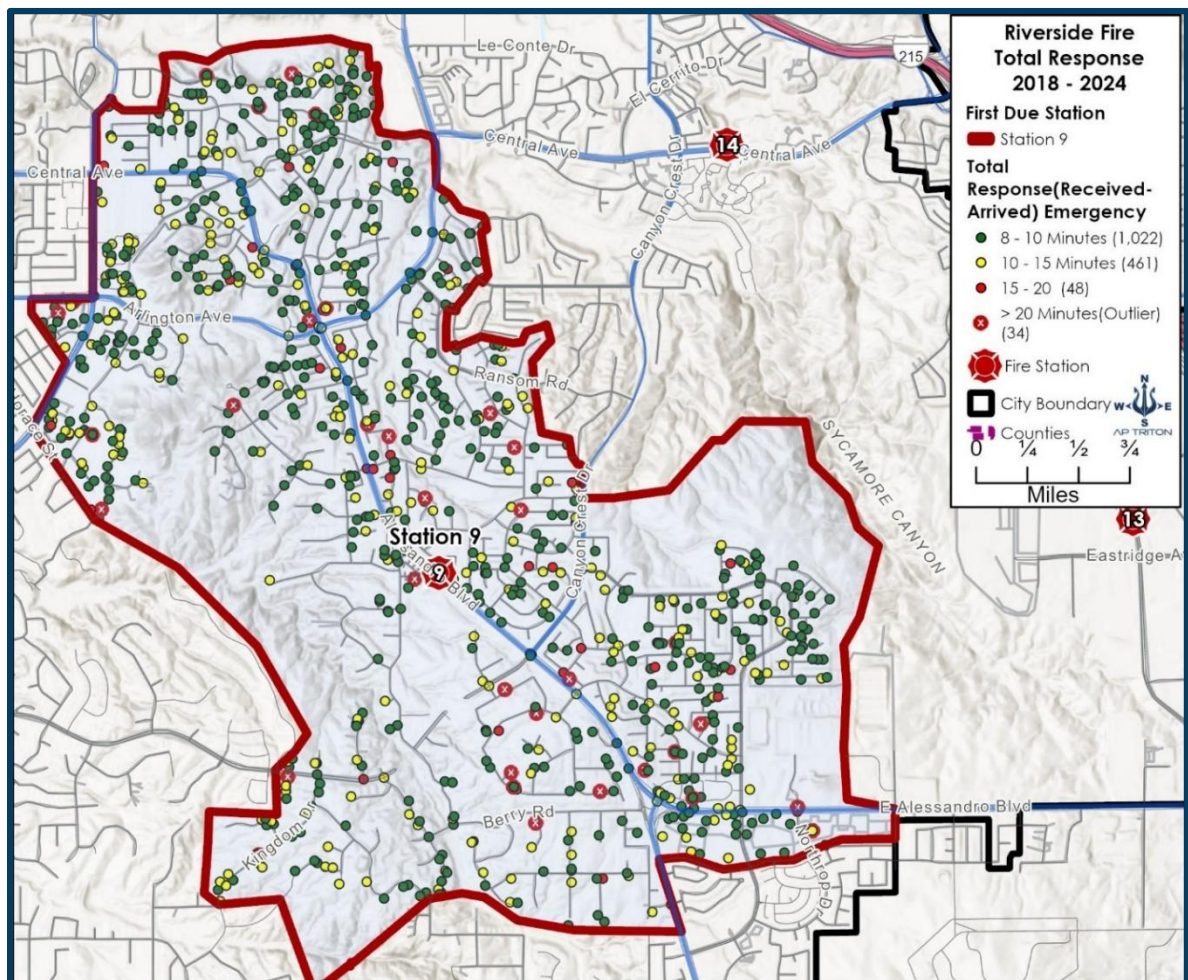 Le Conte Dr
El Cerrito Dr
215
Central Ave
Central Ave
14
Canyon Crest Dr
Central Ave
Arlington Ave
Ransom Rd
SYCAMORE CANYON
Canyon Crest Dr
Station 9
9
Alessandro Blvd
13
Berry Rd
E Alessandro Blvd
Kingdom Dr
Riverside Fire
Total Response
2018 - 2024
First Due Station
Station 9
Total
Response(Received-
Arrived) Emergency
8 - 10 Minutes (1,022)
10 - 15 Minutes (461)
15 - 20 (48)
X > 20 Minutes(Outlier)
(34)
Fire Station
City Boundary
Counties
N
W E
S
AP TRITON
0 ¼ ½ ¾
Miles